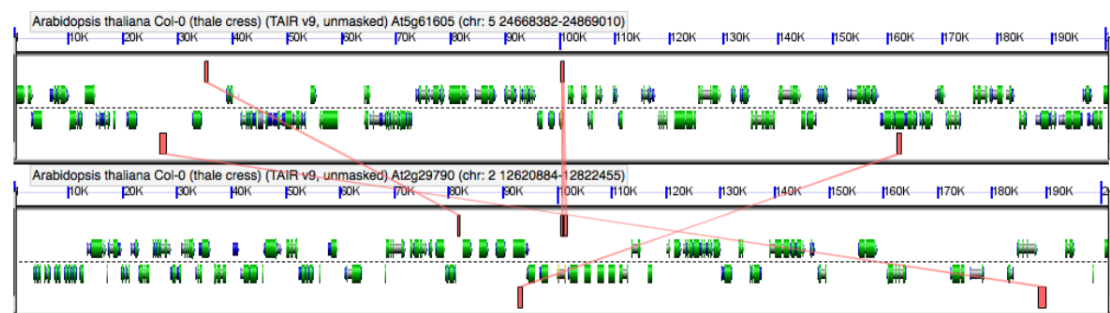 Arabidopsis thaliana Col-0 (thale cress) (TAIR v9, unmasked) At5g61605 (chr: 5 24668382-24869010)
10K 20K 30K 40K 50K 60K 70K 80K 90K 100K 110K 120K 130K 140K 150K 160K 170K 180K 190K
Arabidopsis thaliana Col-0 (thale cress) (TAIR v9, unmasked) At2g29790 (chr: 2 12620884-12822455)
10K 20K 30K 40K 50K 60K 70K 80K 90K 100K 110K 120K 130K 140K 150K 160K 170K 180K 190K